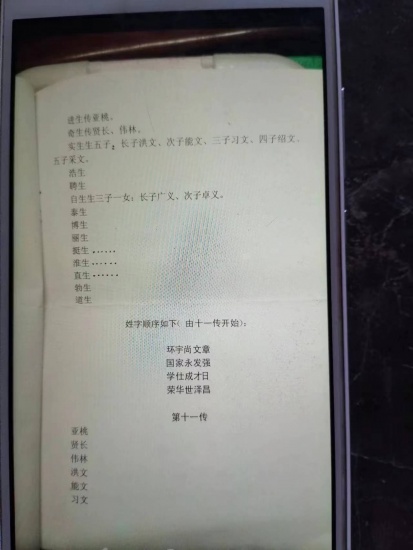 进生传亚桃。
奇生传贤长、伟林。
实生生五子：长子洪文、次子能文、三子习文、四子绍文、
五子采文。
浩生
聘生
自生生三子一女：长子广义、次子卓义。
泰生
博生
丽生
挺生······
淮生······
直生······
勃生
道生
姓字顺序如下（由十一传开始）：
环宇尚文章
国家永发强
学仕成才日
荣华世泽昌
第十一传
亚桃
贤长
伟林
洪文
能文
习文